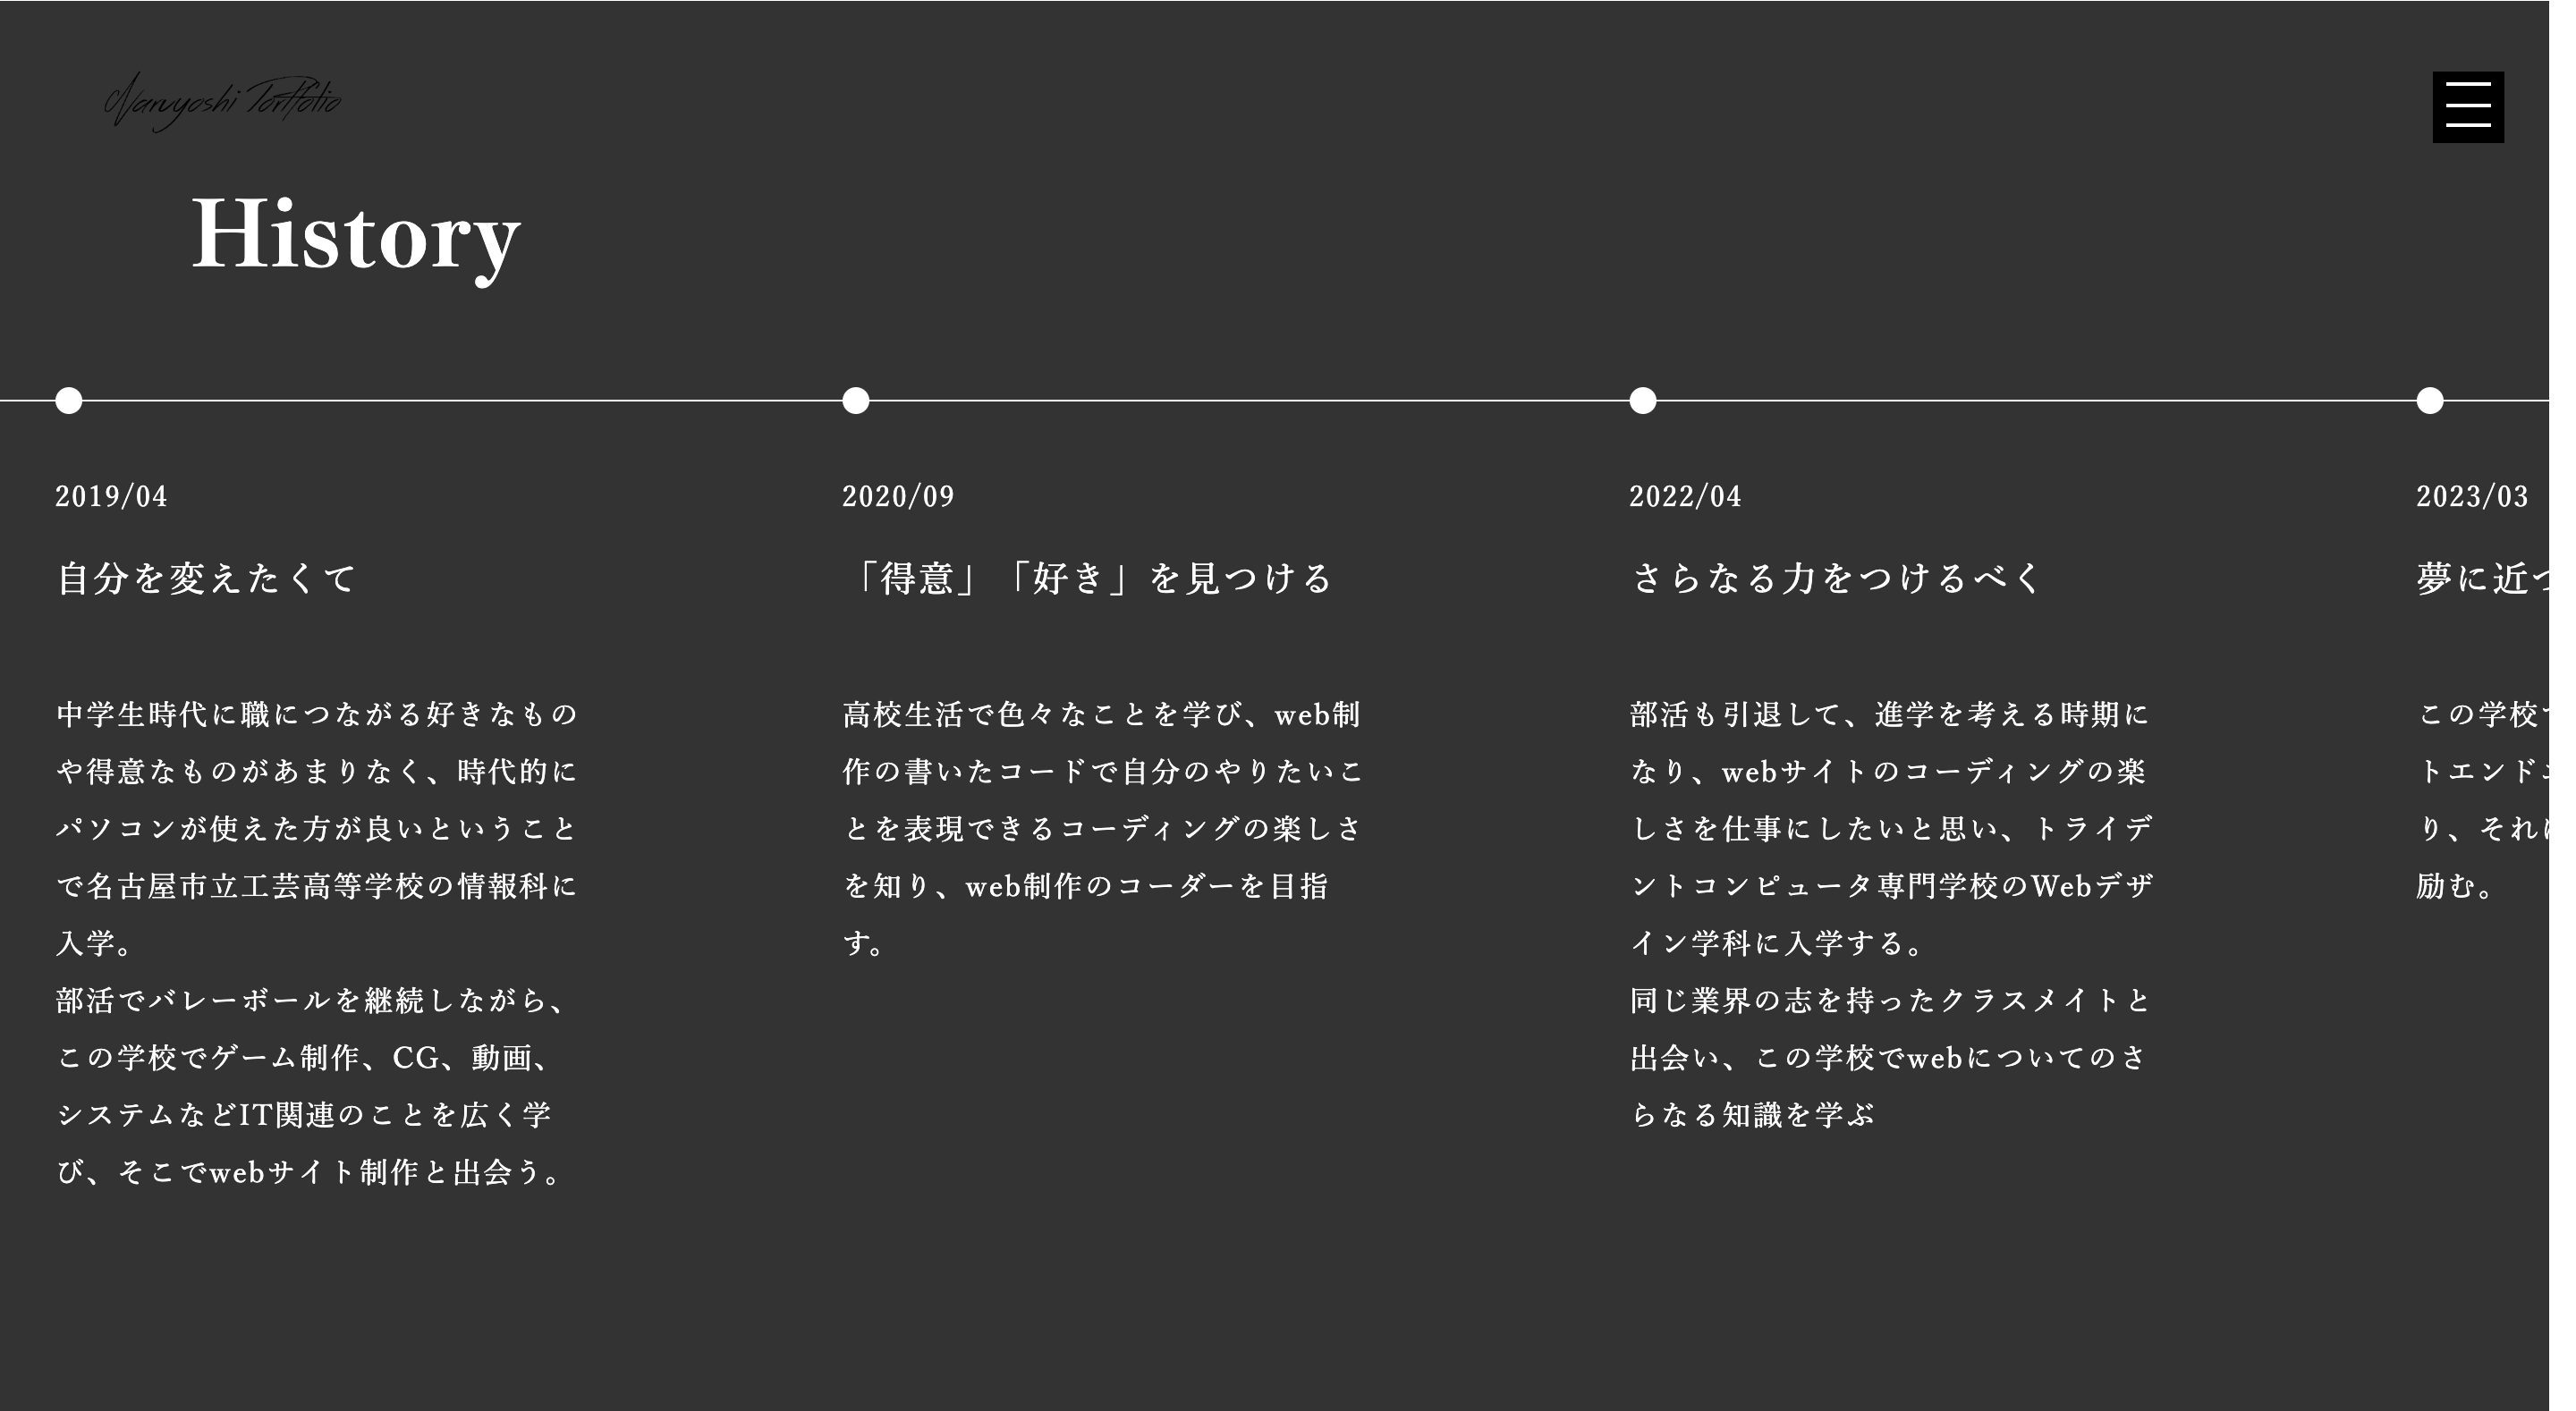 Naruyoshi Portfolio
History
2019/04
自分を変えたくて
中学生時代に職につながる好きなもの
や得意なものがあまりなく、時代的に
パソコンが使えた方が良いということ
で名古屋市立工芸高等学校の情報科に
入学。
部活でバレーボールを継続しながら、
この学校でゲーム制作、CG、動画、
システムなどIT関連のことを広く学
び、そこでwebサイト制作と出会う。
2020/09
「得意」「好き」を見つける
高校生活で色々なことを学び、web制
作の書いたコードで自分のやりたいこ
とを表現できるコーディングの楽しさ
を知り、web制作のコーダーを目指
す。
2022/04
さらなる力をつけるべく
部活も引退して、進学を考える時期に
なり、webサイトのコーディングの楽
しさを仕事にしたいと思い、トライデ
ントコンピュータ専門学校のWebデザ
イン学科に入学する。
同じ業界の志を持ったクラスメイトと
出会い、この学校でwebについてのさ
らなる知識を学ぶ
2023/03
夢に近
この学校
トエンド
り、それ
励む。